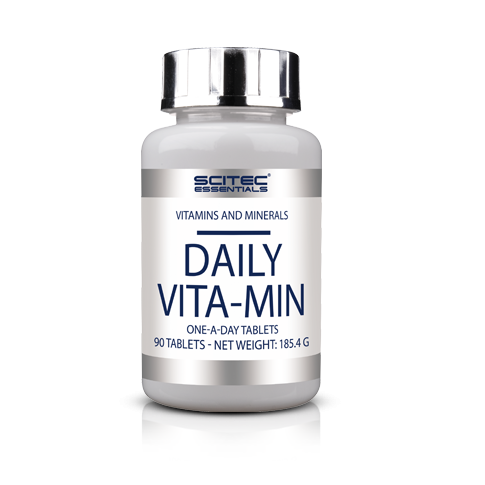 SCITEC®
ESSENTIALS
VITAMINS AND MINERALS
DAILY
VITA-MIN
ONE-A-DAY TABLETS
90 TABLETS - NET WEIGHT: 185.4 G